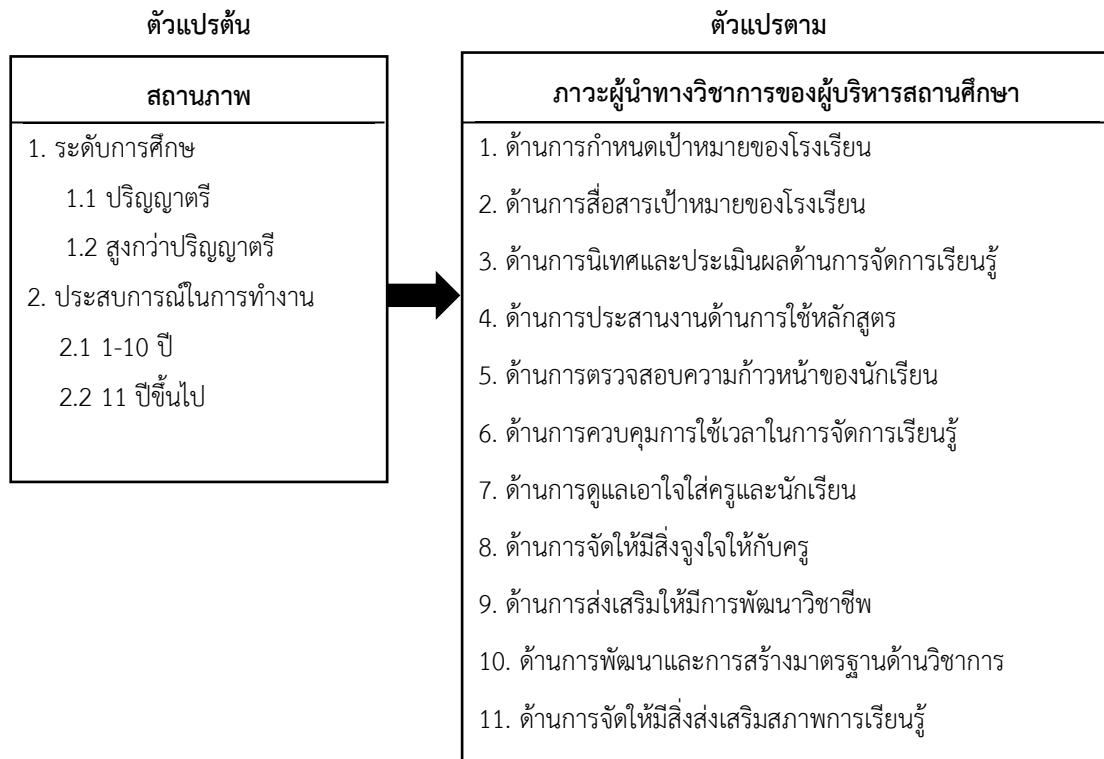 ตัวแปรต้น
สถานภาพ
1. ระดับการศึกษ
1.1 ปริญญาตรี
1.2 สูงกว่าปริญญาตรี
2. ประสบการณ์ในการทำงาน
2.1 1-10 ปี
2.2 11 ปีขึ้นไป
ตัวแปรตาม
ภาวะผู้นำทางวิชาการของผู้บริหารสถานศึกษา
1. ด้านการกำหนดเป้าหมายของโรงเรียน
2. ด้านการสื่อสารเป้าหมายของโรงเรียน
3. ด้านการนิเทศและประเมินผลด้านการจัดการเรียนรู้
4. ด้านการประสานงานด้านการใช้หลักสูตร
5. ด้านการตรวจสอบความก้าวหน้าของนักเรียน
6. ด้านการควบคุมการใช้เวลาในการจัดการเรียนรู้
7. ด้านการดูแลเอาใจใส่ครูและนักเรียน
8. ด้านการจัดให้มีสิ่งจูงใจให้กับครู
9. ด้านการส่งเสริมให้มีการพัฒนาวิชาชีพ
10. ด้านการพัฒนาและการสร้างมาตรฐานด้านวิชาการ
11. ด้านการจัดให้มีสิ่งส่งเสริมสภาพการเรียนรู้